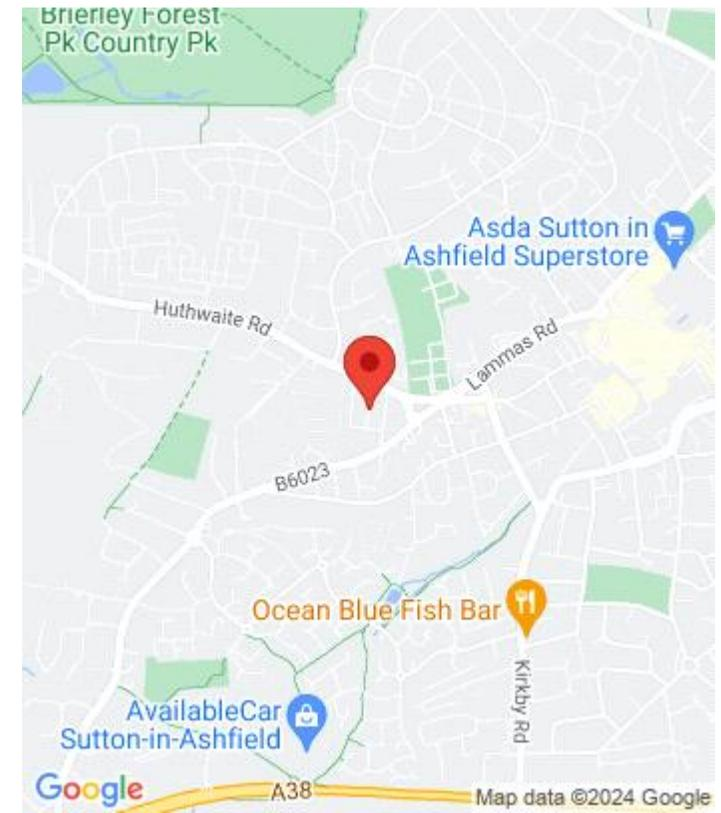 Brierley Forest
Pk Country Pk
Asda Sutton in
Ashfield Superstore
Huthwaite Rd
Lammas Rd
B6023
Ocean Blue Fish Bar
Kirkby Rd
AvailableCar
Sutton-in-Ashfield
Google
A38
Map data ©2024 Google